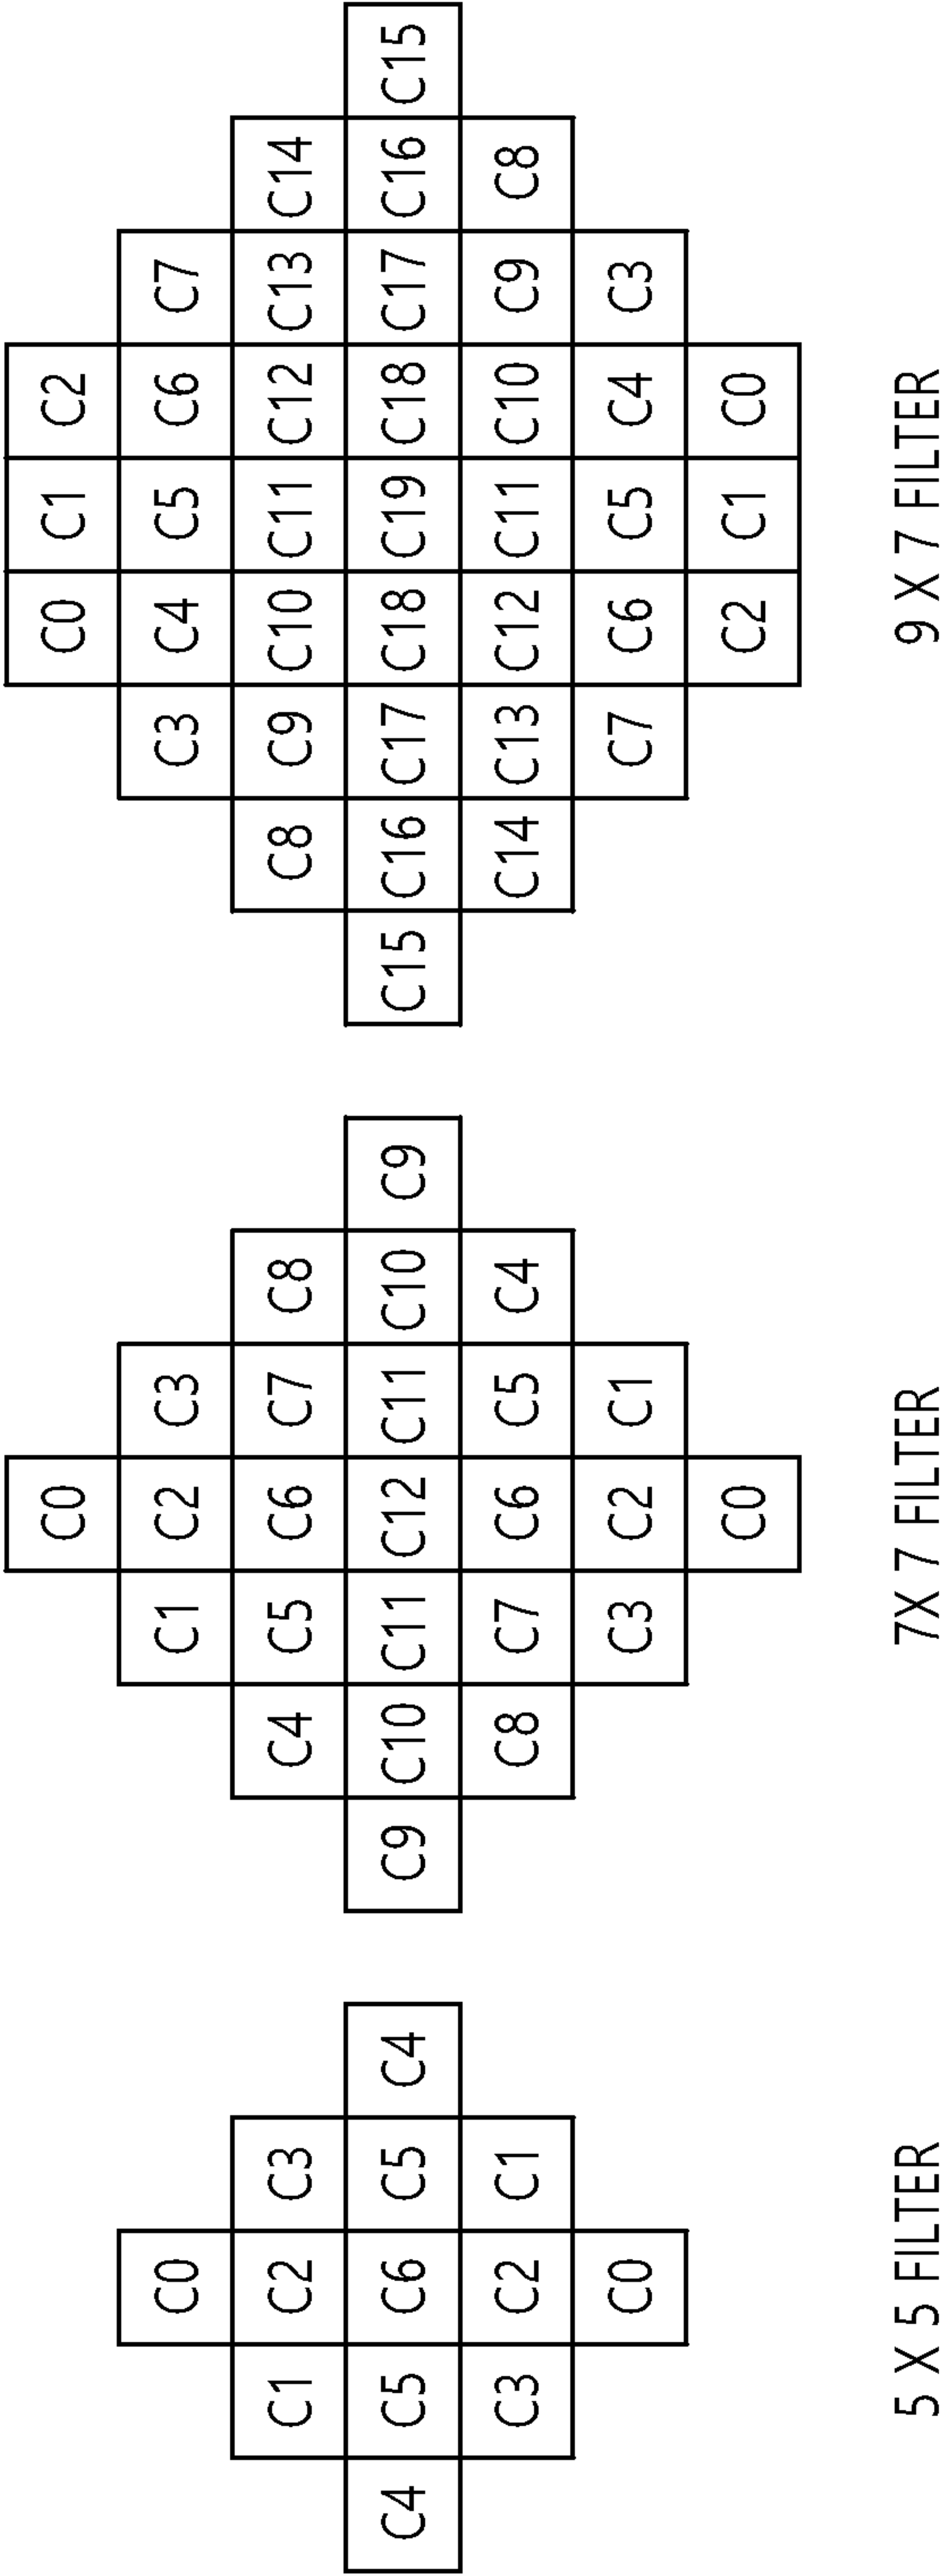 C0
C1 C2 C3
C4 C5 C6 C5 C4
C3 C2 C1
C0
5 X 5 FILTER
C0
C1 C2 C3
C4 C5 C6 C7 C8
C9 C10 C11 C12 C11 C10 C9
C8 C7 C6 C5 C4
C3 C2 C1
C0
7X 7 FILTER
C0 C1 C2
C3 C4 C5 C6 C7
C8 C9 C10 C11 C12 C13 C14
C15 C16 C17 C18 C19 C18 C17 C16 C15
C14 C13 C12 C11 C10 C9 C8
C7 C6 C5 C4 C3
C2 C1 C0
9 X 7 FILTER